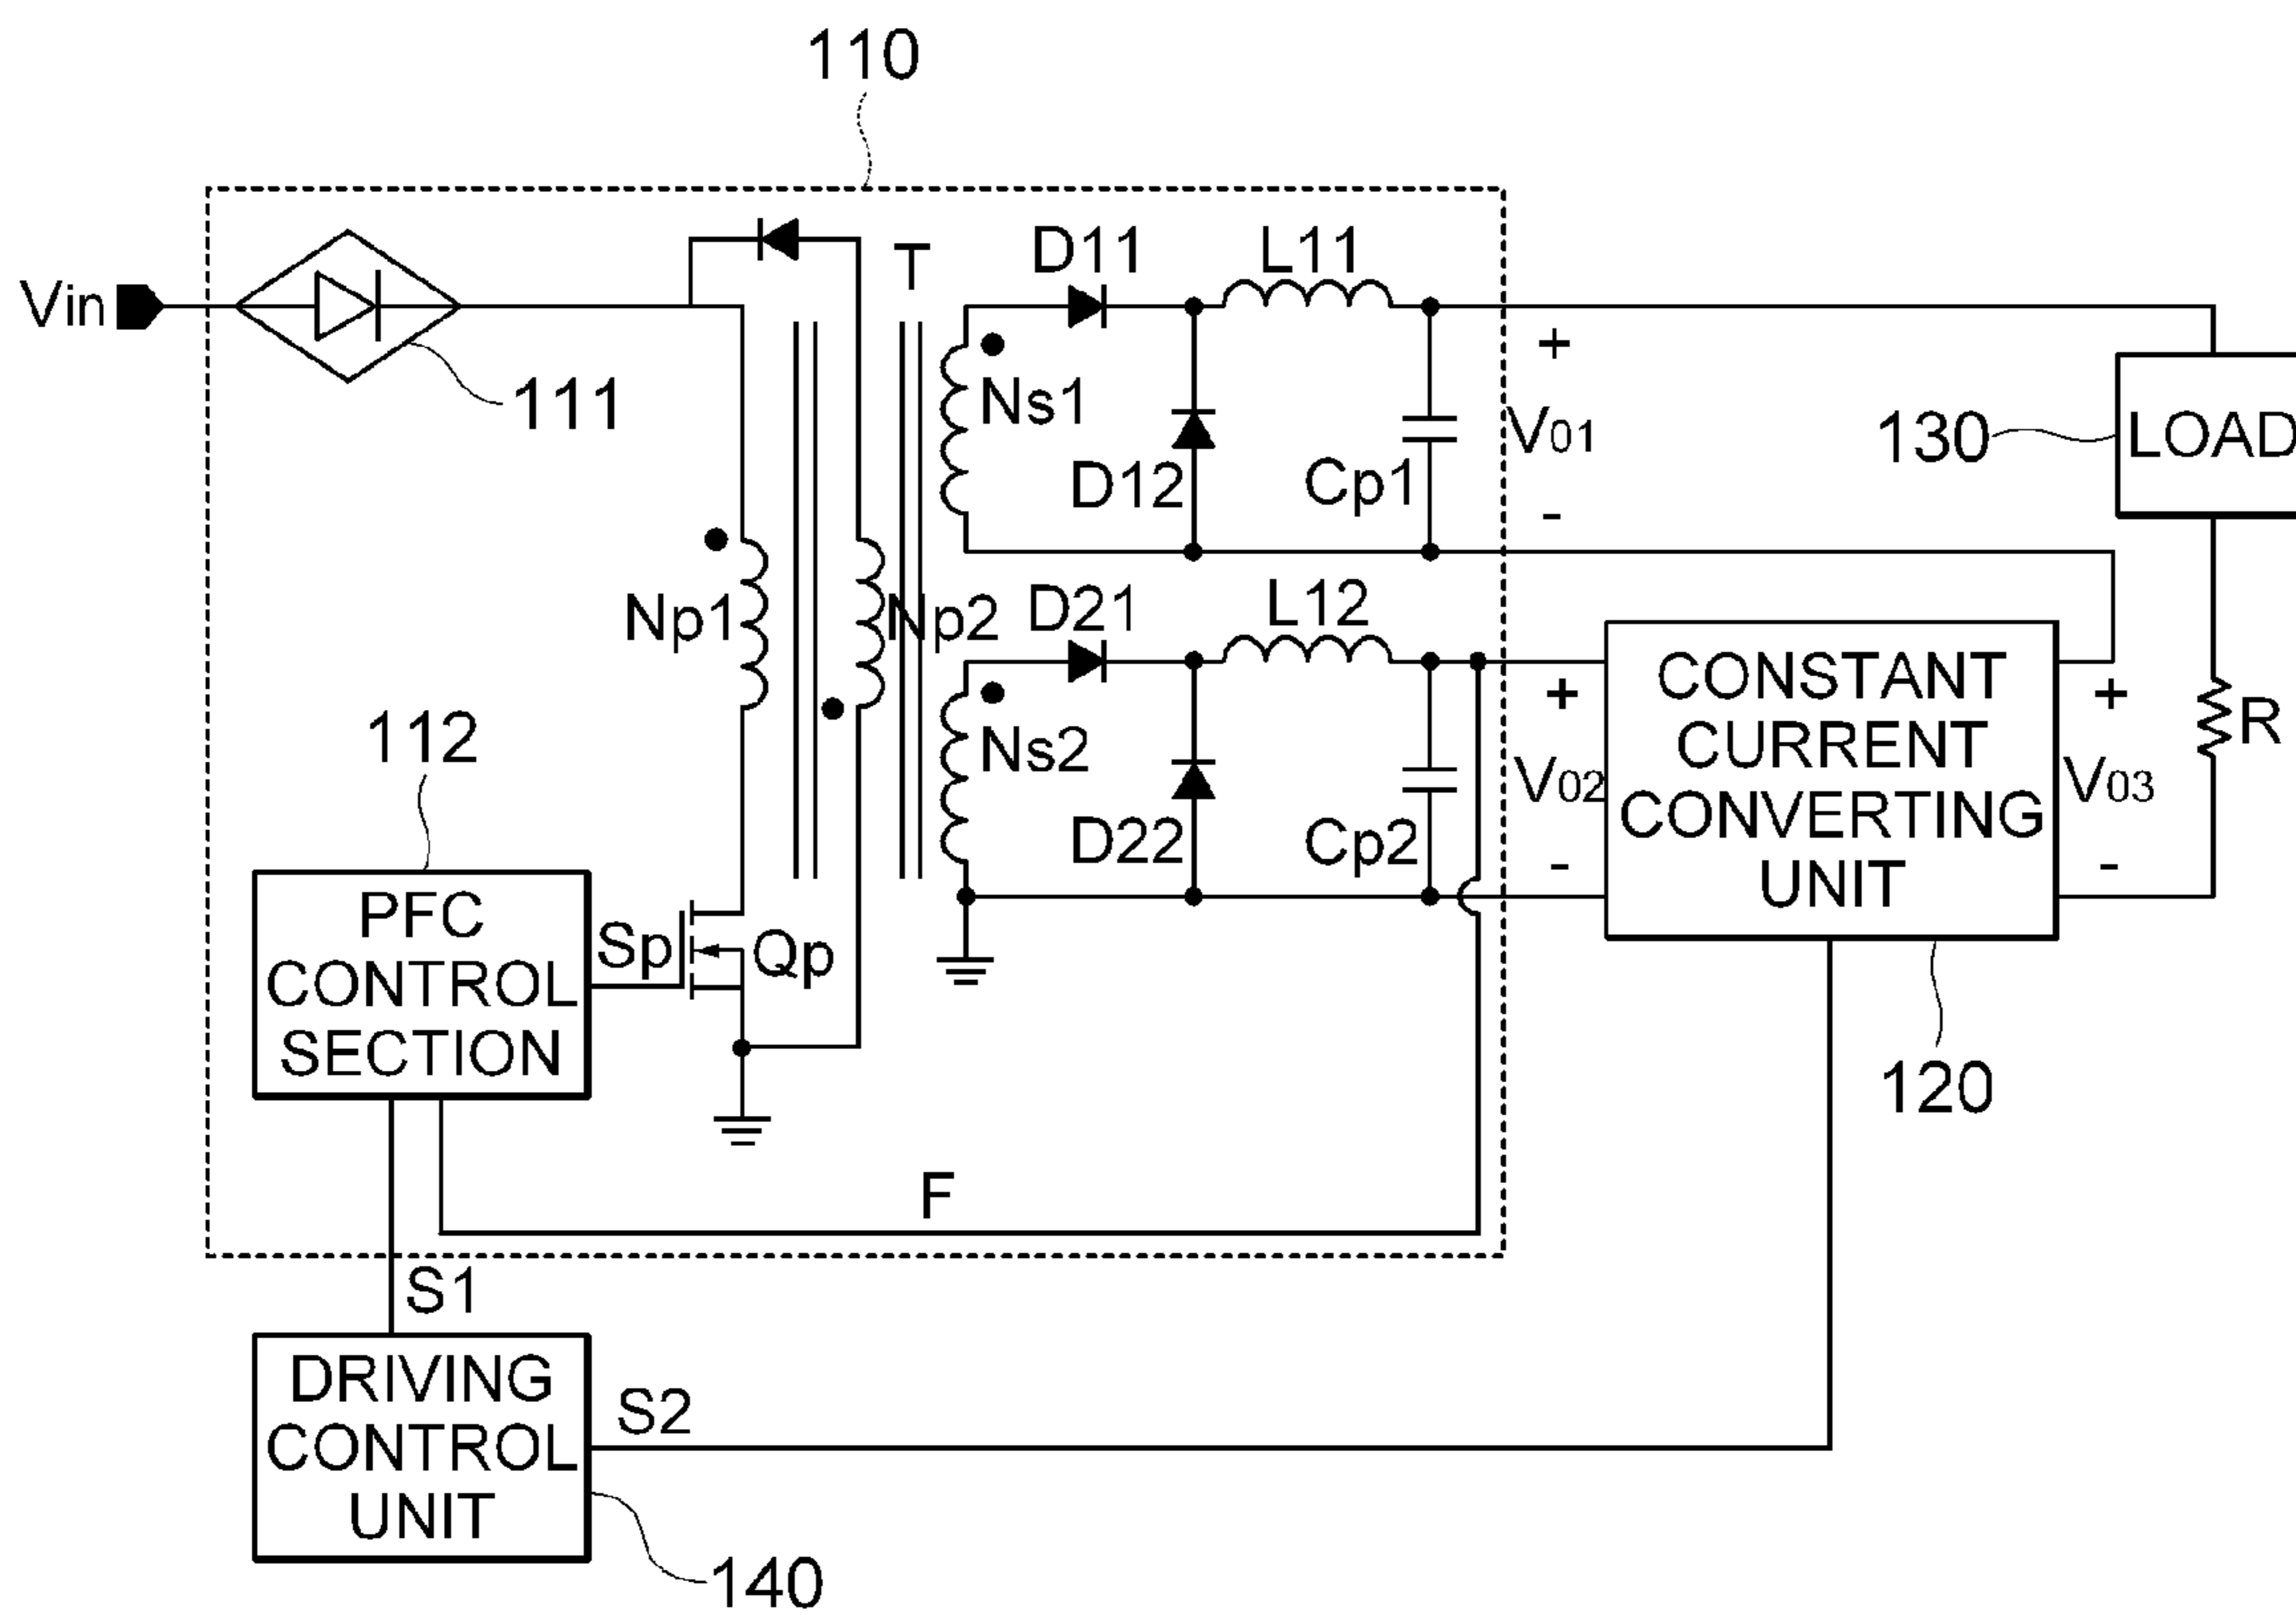 110
Vin
111
T
D11
L11
Ns1
D12
Cp1
+
V01
-
130
LOAD
Np1
Np2
D21
L12
Ns2
D22
Cp2
+
V02
-
CONSTANT
CURRENT
CONVERTING
UNIT
+
V03
-
R
120
112
PFC
CONTROL
SECTION
Sp
Qp
F
S1
DRIVING
CONTROL
UNIT
S2
140